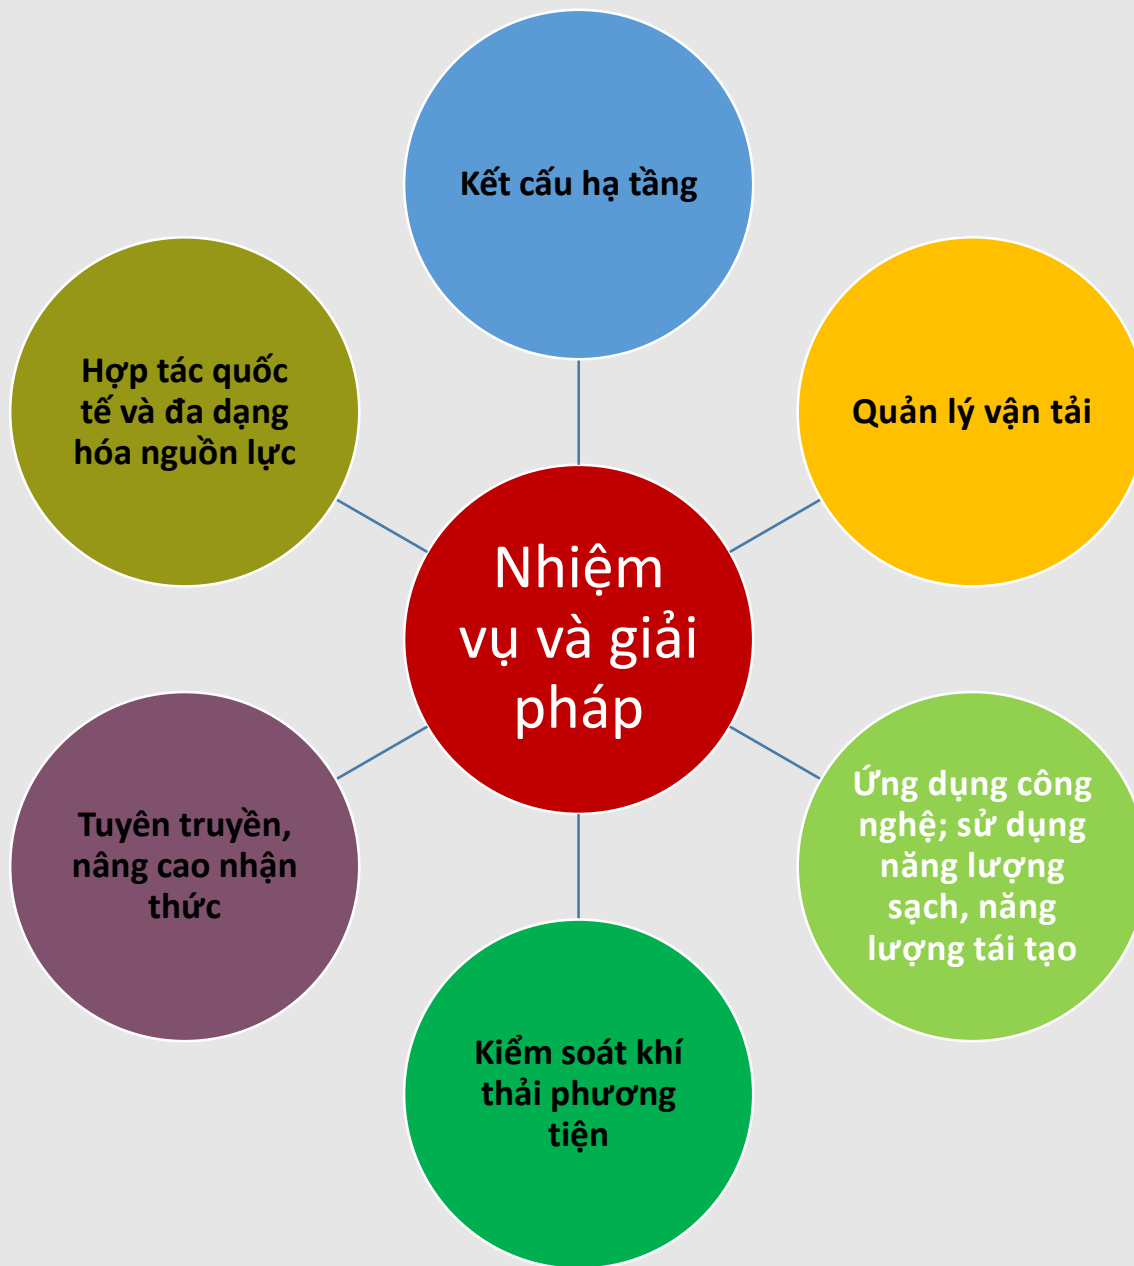 Kết cấu hạ tầng
Hợp tác quốc
tế và đa dạng
hóa nguồn lực
Quản lý vận tải
Nhiệm
vụ và giải
pháp
Tuyên truyền,
nâng cao nhận
thức
Ứng dụng công
nghệ; sử dụng
năng lượng
sạch, năng
lượng tái tạo
Kiểm soát khí
thải phương
tiện